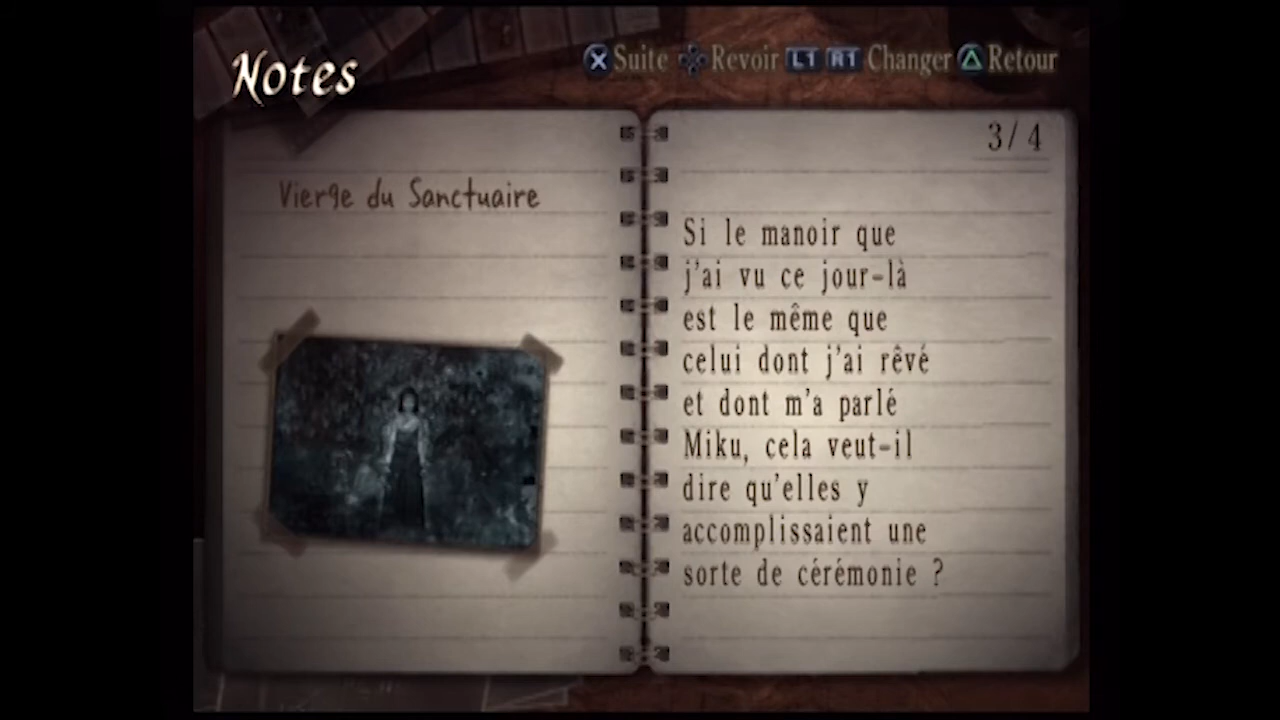 Notes
Suite Revoir L1 R1 Changer Retour
3/4
Vierge du Sanctuaire
Si le manoir que
j'ai vu ce jour-là
est le même que
celui dont j'ai rêvé
et dont m'a parlé
Miku, cela veut-il
dire qu'elles y
accomplissaient une
sorte de cérémonie ?